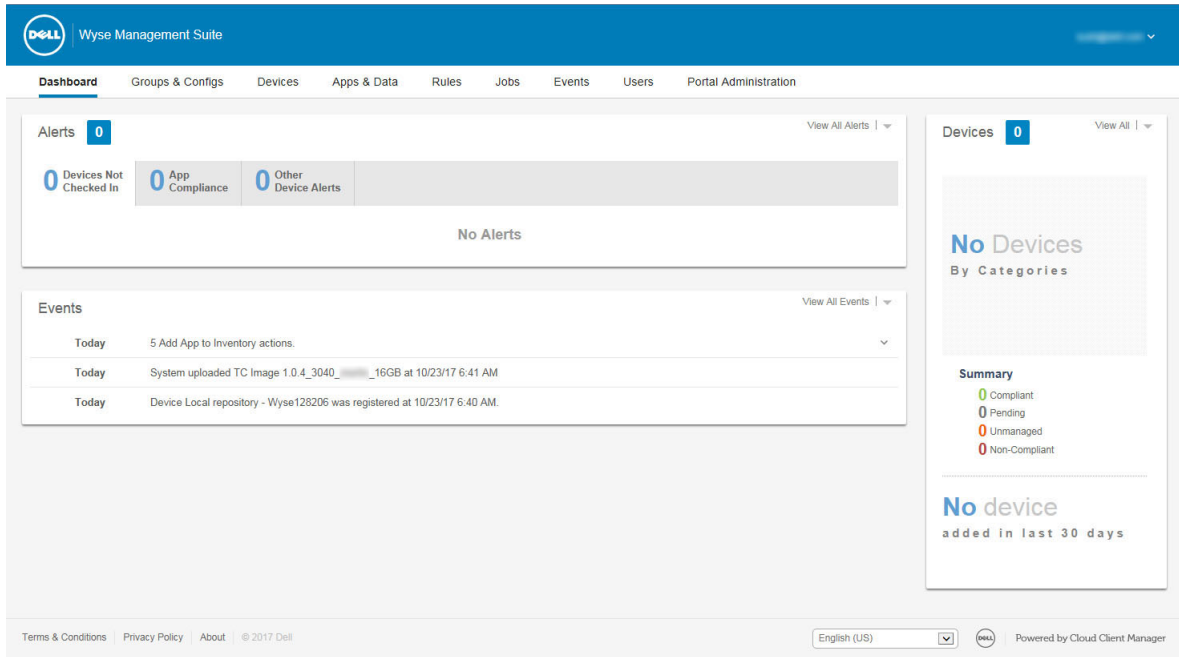 DELL Wyse Management Suite
Dashboard Groups & Configs Devices Apps & Data Rules Jobs Events Users Portal Administration
Alerts 0
View All Alerts
0 Devices Not Checked In
0 App Compliance
0 Other Device Alerts
No Alerts
Events
View All Events
Today 5 Add App to Inventory actions.
Today System uploaded TC Image 1.0.4_3040_ _16GB at 10/23/17 6:41 AM
Today Device Local repository - Wyse128206 was registered at 10/23/17 6:40 AM.
Devices 0
View All
No Devices
By Categories
Summary
0 Compliant
0 Pending
0 Unmanaged
0 Non-Compliant
No device
added in last 30 days
Terms & Conditions Privacy Policy About © 2017 Dell
English (US)
DELL Powered by Cloud Client Manager